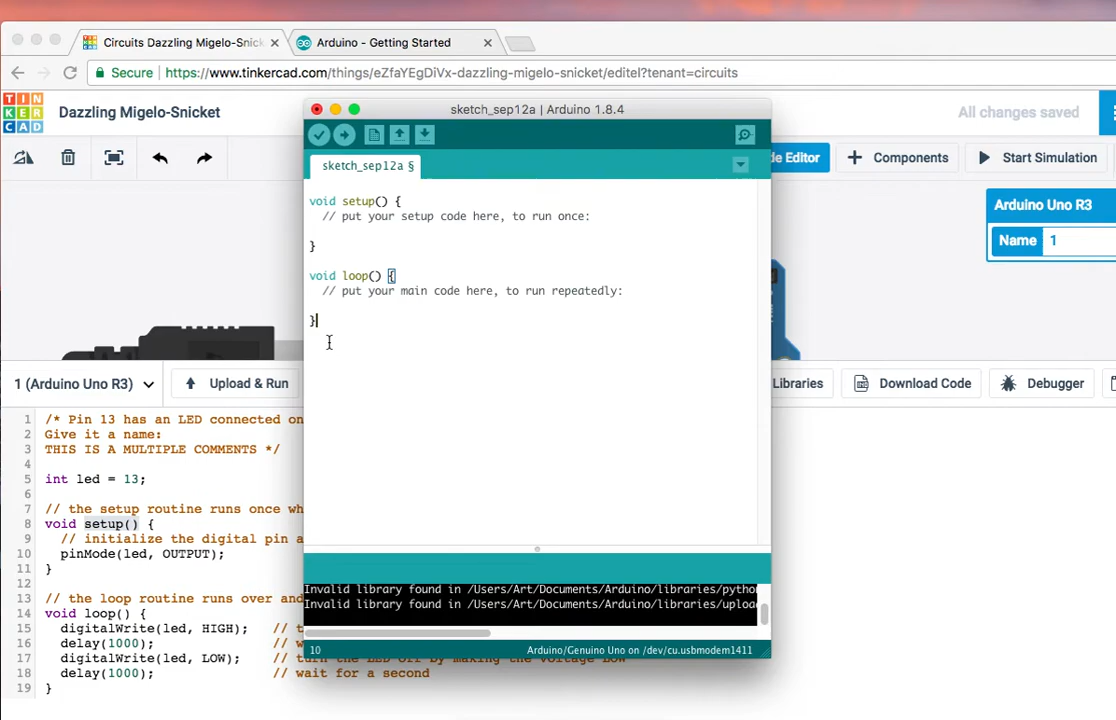 Circuits Dazzling Migelo-Snick
Arduino - Getting Started
Secure https://www.tinkercad.com/things/eZfaYEgDiVx-dazzling-migelo-snicket/editel?tenant=circuits
TIN
KER
CAD
Dazzling Migelo-Snicket
All changes saved
de Editor
Components
Start Simulation
Arduino Uno R3
Name 1
sketch_sep12a | Arduino 1.8.4
sketch_sep12a §
void setup() {
// put your setup code here, to run once:
}
void loop() {
// put your main code here, to run repeatedly:
}
Invalid library found in /Users/Art/Documents/Arduino/libraries/pytho
Invalid library found in /Users/Art/Documents/Arduino/libraries/uploa
10
Arduino/Genuino Uno on /dev/cu.usbmodem1411
1 (Arduino Uno R3)
Upload & Run
Libraries
Download Code
Debugger
1 /* Pin 13 has an LED connected on
2 Give it a name:
3 THIS IS A MULTIPLE COMMENTS */
4
5 int led = 13;
6
7 // the setup routine runs once wh
8 void setup() {
9 // initialize the digital pin a
10 pinMode(led, OUTPUT);
11 }
12
13 // the loop routine runs over and
14 void loop() {
15 digitalWrite(led, HIGH); // t
16 delay(1000); // w
17 digitalWrite(led, LOW); // turn the LED off by making the voltage LOW
18 delay(1000); // wait for a second
19 }